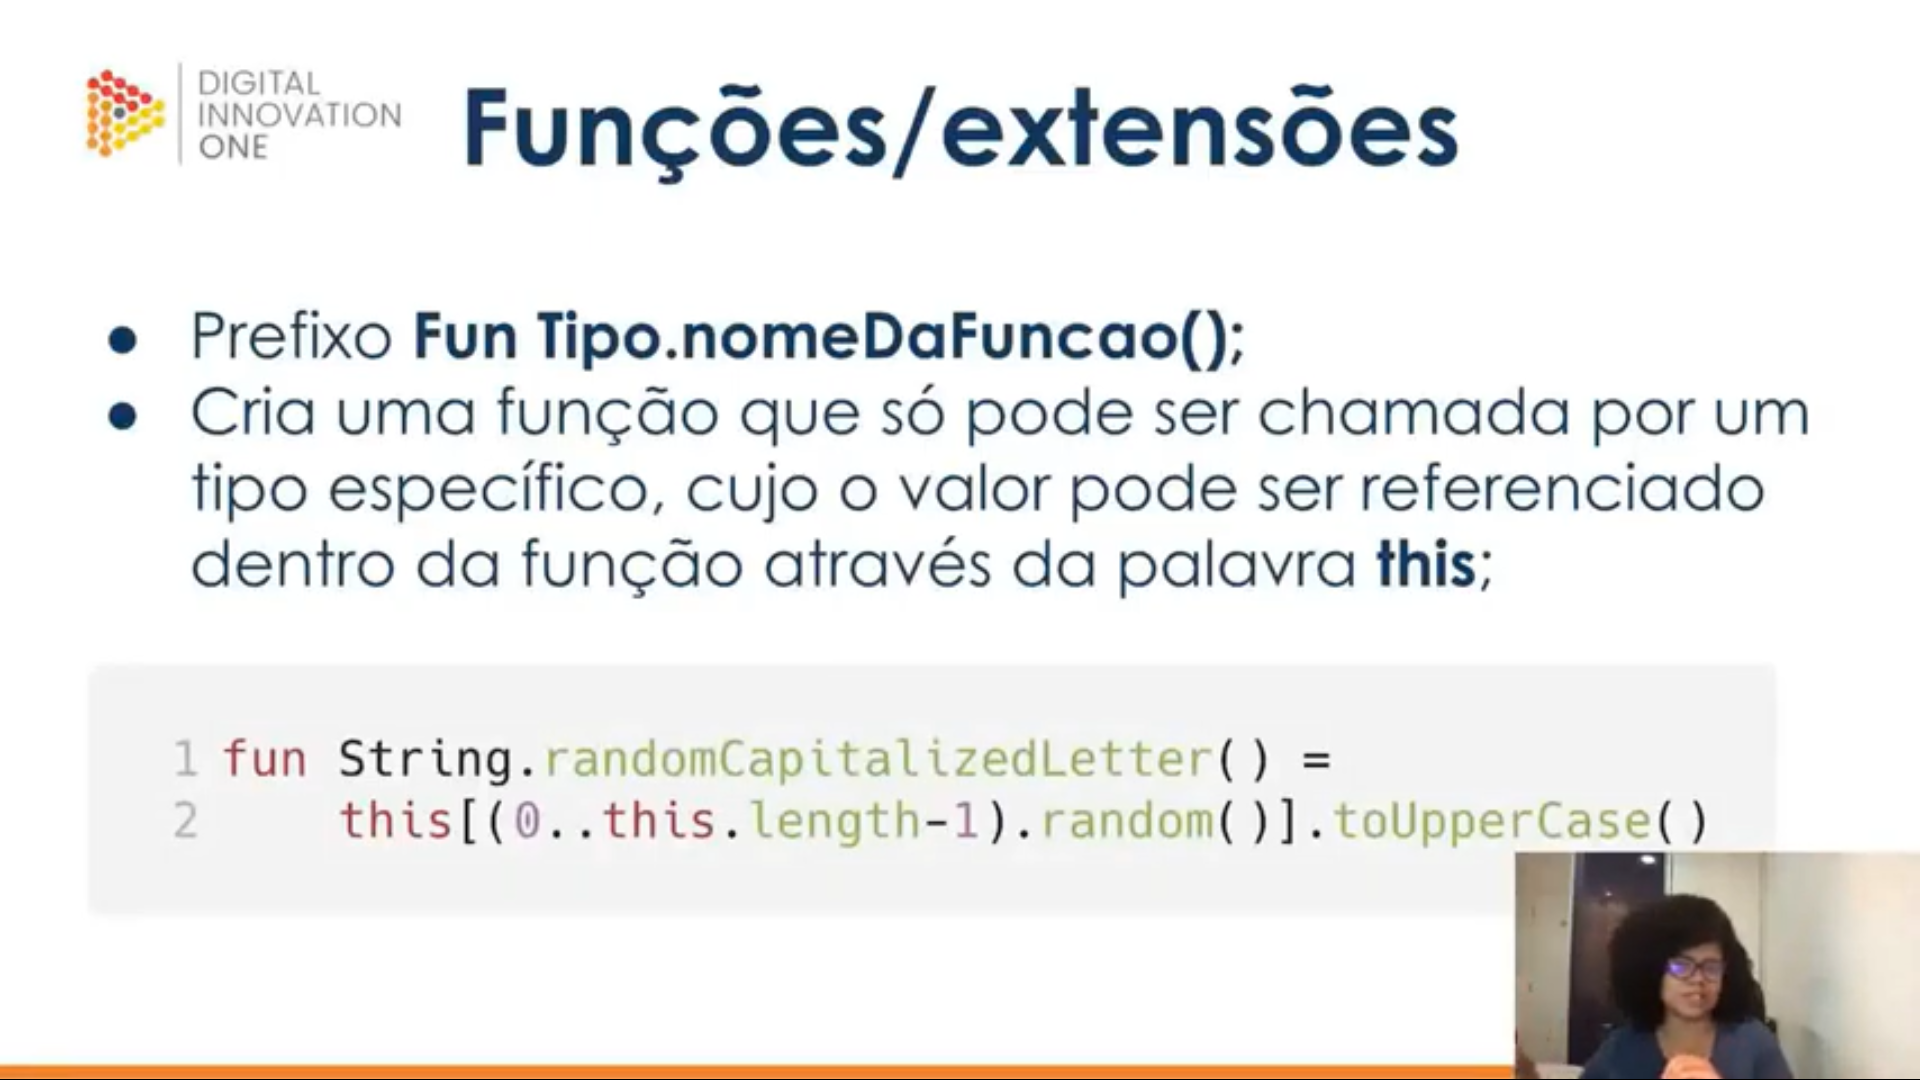 DIGITAL
INNOVATION
ONE
Funções/extensões
● Prefixo Fun Tipo.nomeDaFuncao();
● Cria uma função que só pode ser chamada por um
tipo específico, cujo o valor pode ser referenciado
dentro da função através da palavra this;
1 fun String.randomCapitalizedLetter() =
2     this[(0..this.length-1).random()].toUpperCase()